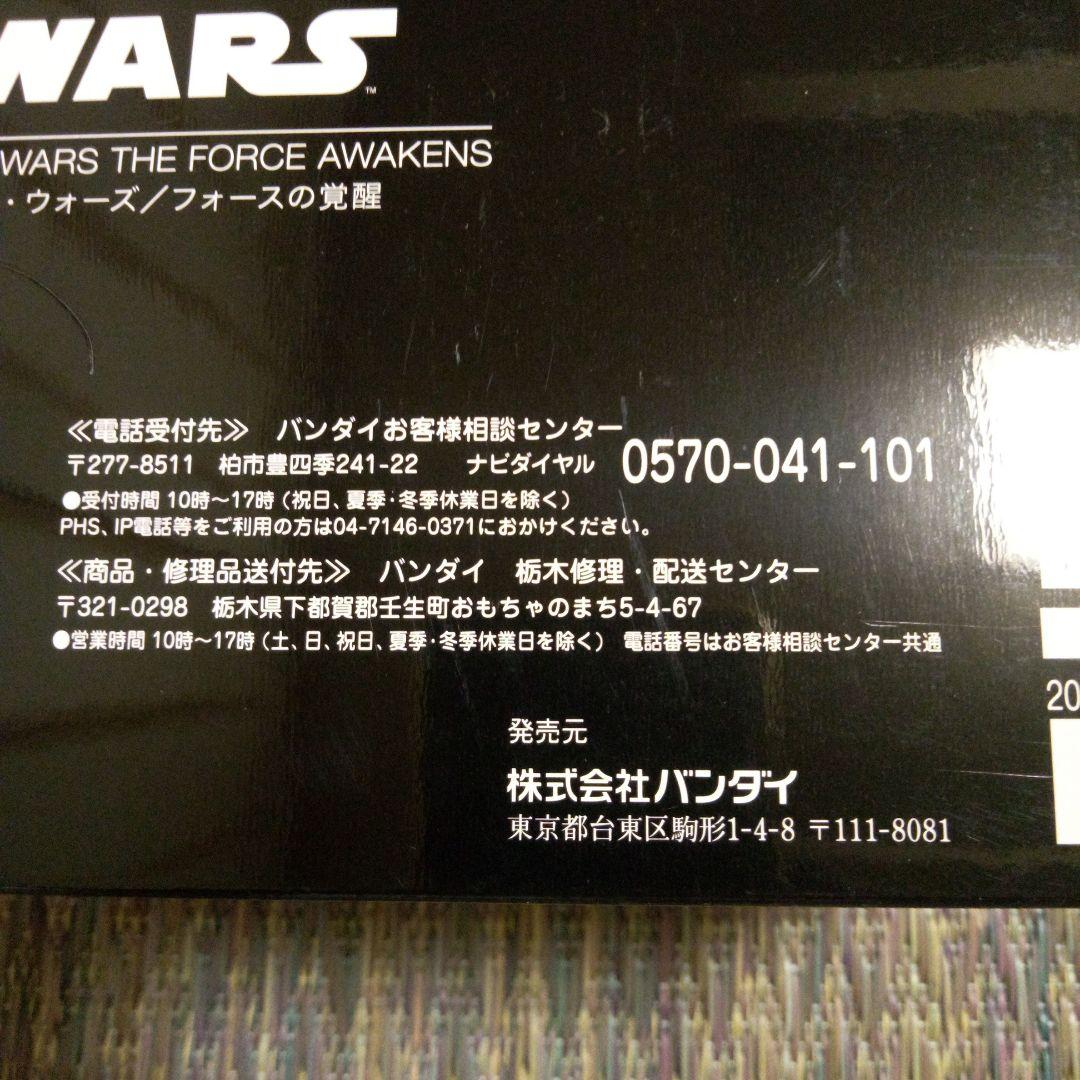 WARS™
WARS THE FORCE AWAKENS
・ウォーズ／フォースの覚醒
≪電話受付先≫ バンダイお客様相談センター
〒277-8511 柏市豊四季241-22 ナビダイヤル 0570-041-101
●受付時間 10時～17時（祝日、夏季・冬季休業日を除く）
PHS、IP電話等をご利用の方は04-7146-0371におかけください。
≪商品・修理品送付先≫ バンダイ 栃木修理・配送センター
〒321-0298 栃木県下都賀郡壬生町おもちゃのまち5-4-67
●営業時間 10時～17時（土、日、祝日、夏季・冬季休業日を除く） 電話番号はお客様相談センター共通
20
発売元
株式会社バンダイ
東京都台東区駒形1-4-8 〒111-8081